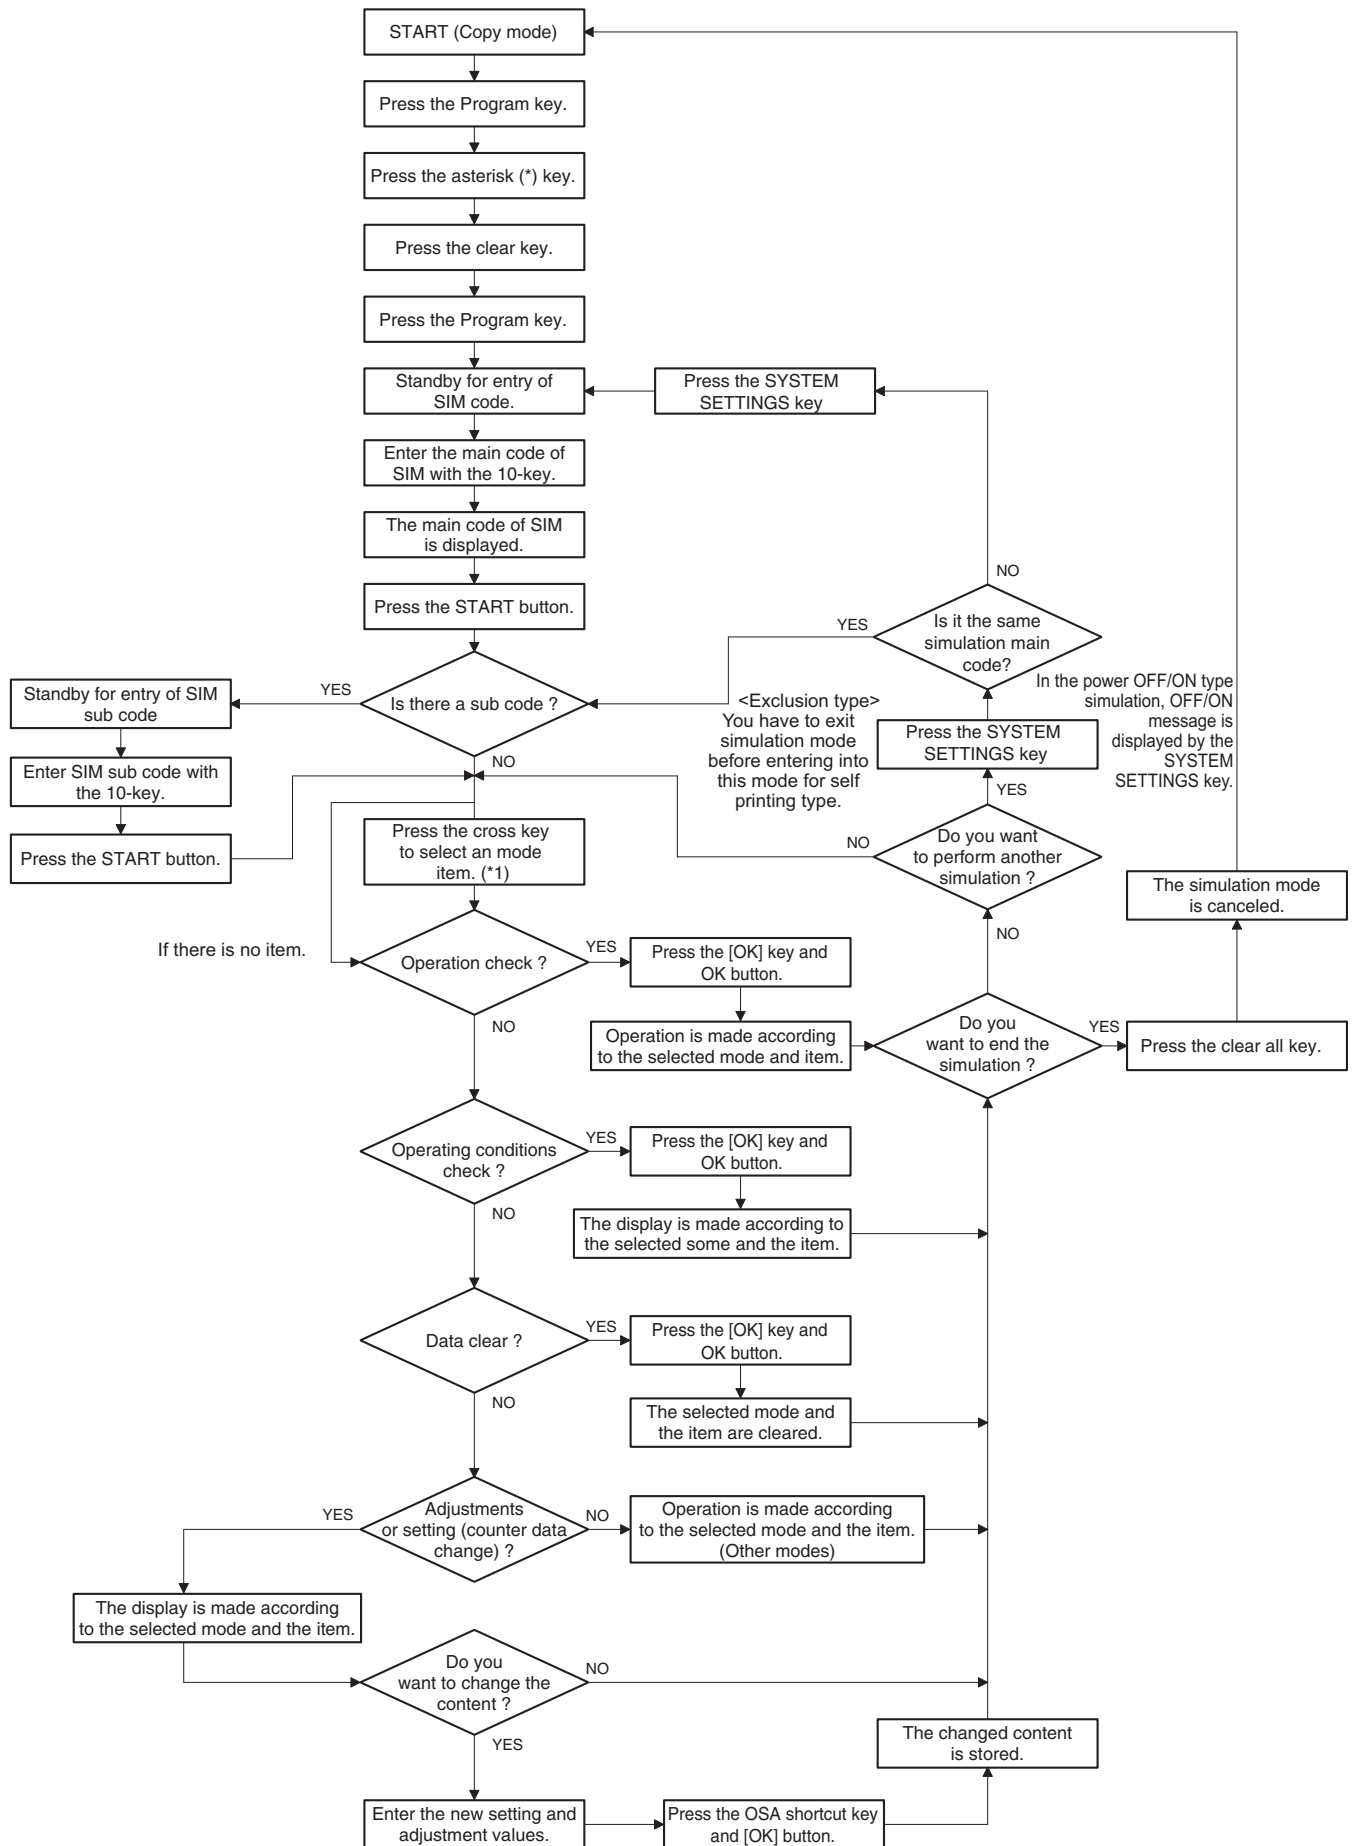 START (Copy mode)
Press the Program key.
Press the asterisk (*) key.
Press the clear key.
Press the Program key.
Standby for entry of
SIM code.
Press the SYSTEM
SETTINGS key
Enter the main code of
SIM with the 10-key.
The main code of SIM
is displayed.
Press the START button.
NO
Is it the same
simulation main
code?
YES
Is there a sub code ?
YES
Standby for entry of SIM
sub code
Enter SIM sub code with
the 10-key.
Press the START button.
NO
<Exclusion type>
You have to exit
simulation mode
before entering into
this mode for self
printing type.
In the power OFF/ON type
simulation, OFF/ON
message is
displayed by the
SYSTEM
SETTINGS key.
Press the SYSTEM
SETTINGS key
YES
Do you want
to perform another
simulation ?
NO
NO
Press the cross key
to select an mode
item. (*1)
The simulation mode
is canceled.
If there is no item.
Operation check ?
YES
Press the [OK] key and
OK button.
NO
Operation is made according
to the selected mode and item.
Do you
want to end the
simulation ?
YES
Press the clear all key.
Operating conditions
check ?
YES
Press the [OK] key and
OK button.
NO
The display is made according to
the selected some and the item.
Data clear ?
YES
Press the [OK] key and
OK button.
NO
The selected mode and
the item are cleared.
YES
Adjustments
or setting (counter data
change) ?
NO
Operation is made according
to the selected mode and the item.
(Other modes)
The display is made according
to the selected mode and the item.
Do you
want to change the
content ?
NO
YES
The changed content
is stored.
Enter the new setting and
adjustment values.
Press the OSA shortcut key
and [OK] button.